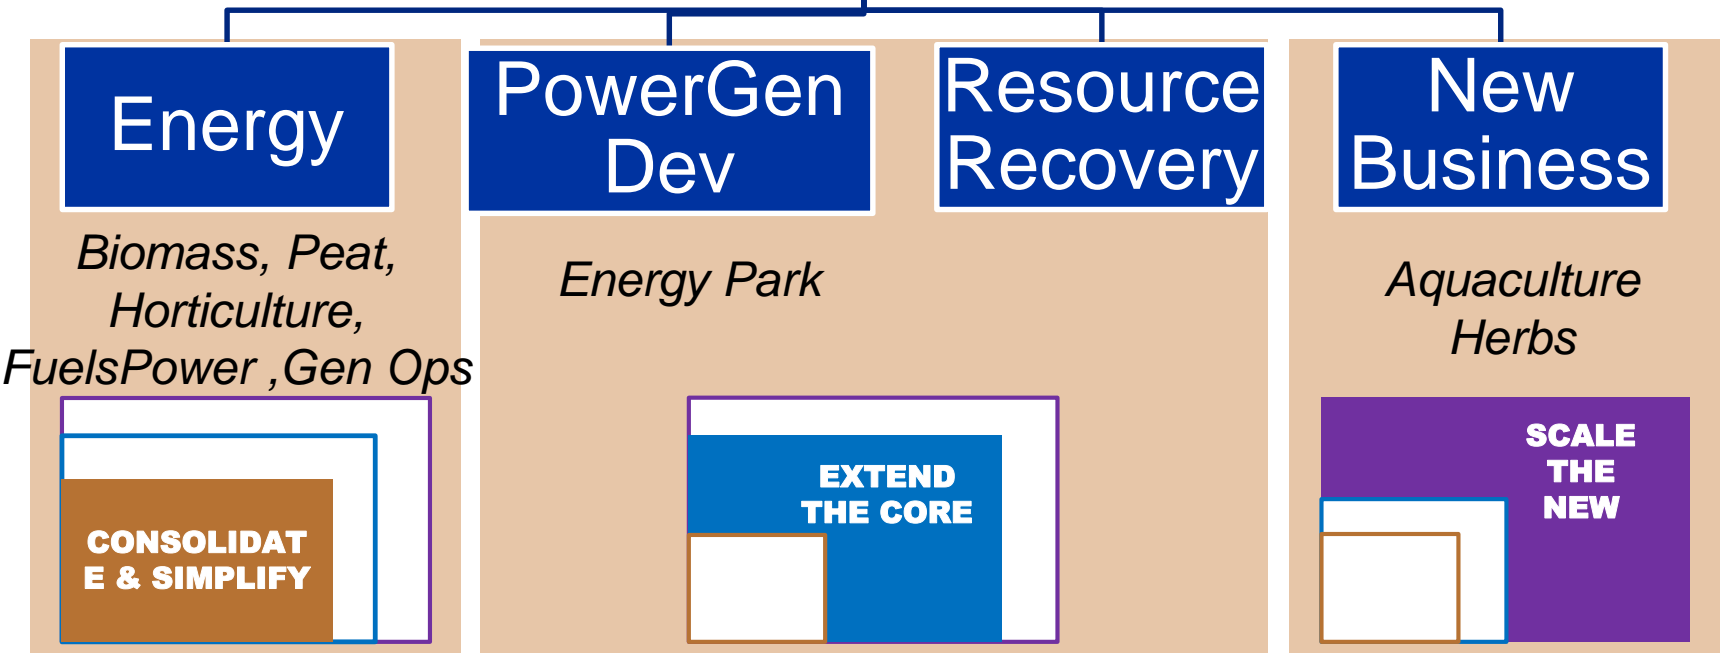 Energy
PowerGen
Dev
Resource
Recovery
New
Business
Biomass, Peat,
Horticulture,
FuelsPower ,Gen Ops
Energy Park
Aquaculture
Herbs
CONSOLIDAT
E & SIMPLIFY
EXTEND
THE CORE
SCALE
THE
NEW